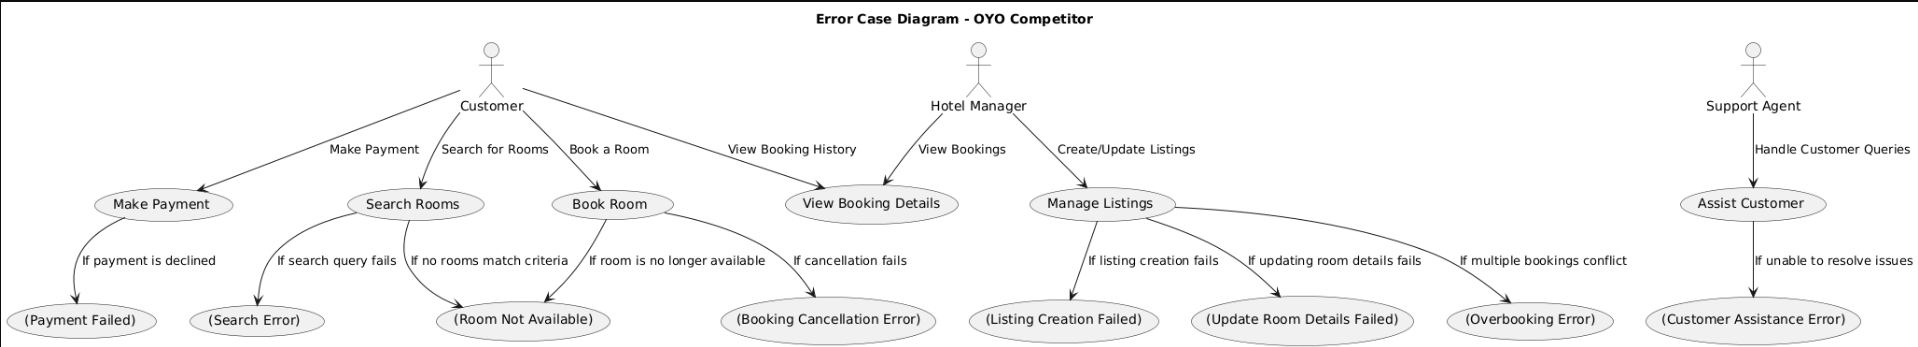 Error Case Diagram - OYO Competitor
Customer
Hotel Manager
Support Agent
Make Payment
Search for Rooms
Book a Room
View Booking History
View Bookings
Create/Update Listings
Handle Customer Queries
Make Payment
Search Rooms
Book Room
View Booking Details
Manage Listings
Assist Customer
If payment is declined
If search query fails
If no rooms match criteria
If room is no longer available
If cancellation fails
If listing creation fails
If updating room details fails
If multiple bookings conflict
If unable to resolve issues
(Payment Failed)
(Search Error)
(Room Not Available)
(Booking Cancellation Error)
(Listing Creation Failed)
(Update Room Details Failed)
(Overbooking Error)
(Customer Assistance Error)